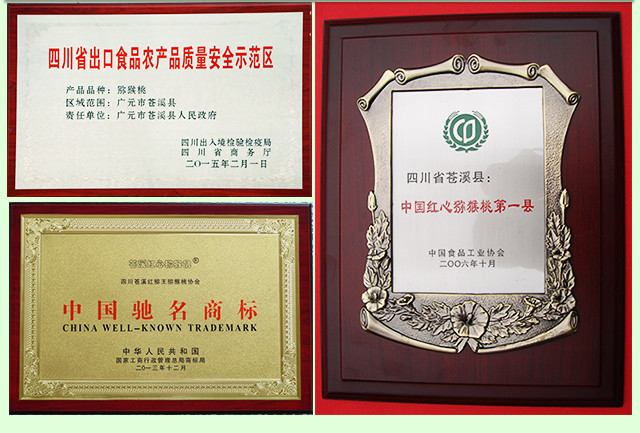 四川省出口食品农产品质量安全示范区
产品品种：猕猴桃
区域范围：广元市苍溪县
责任单位：广元市苍溪县人民政府
四川出入境检验检疫局
四川省商务厅
二〇一五年二月一日
苍溪红心猕猴桃®
四川苍溪红猕王猕猴桃协会
中国驰名商标
CHINA WELL-KNOWN TRADEMARK
中华人民共和国
国家工商行政管理总局商标局
二〇一三年十二月
四川省苍溪县：
中国红心猕猴桃第一县
中国食品工业协会
二〇〇六年十月